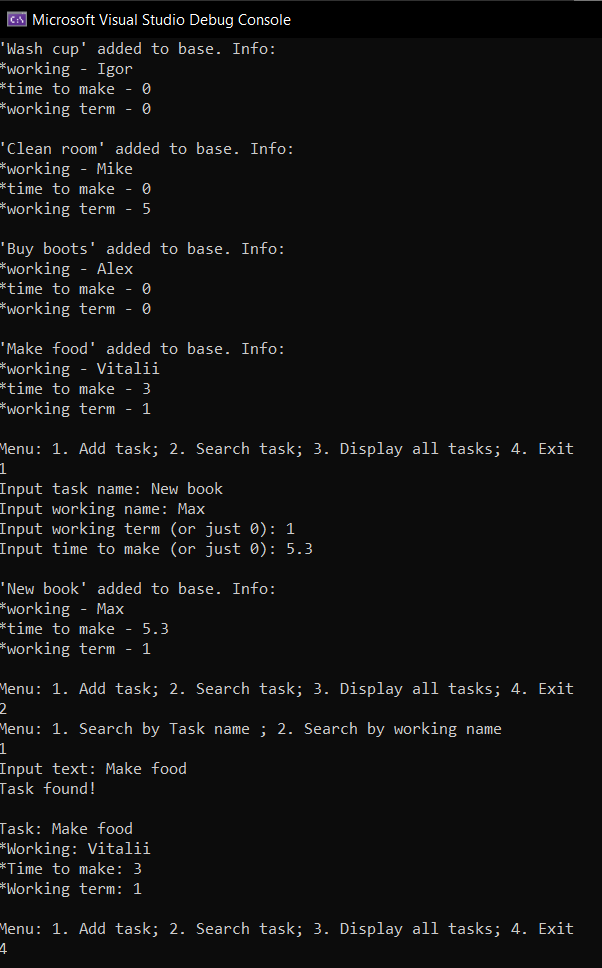 Microsoft Visual Studio Debug Console
'Wash cup' added to base. Info:
*working - Igor
*time to make - 0
*working term - 0
'Clean room' added to base. Info:
*working - Mike
*time to make - 0
*working term - 5
'Buy boots' added to base. Info:
*working - Alex
*time to make - 0
*working term - 0
'Make food' added to base. Info:
*working - Vitalii
*time to make - 3
*working term - 1
Menu: 1. Add task; 2. Search task; 3. Display all tasks; 4. Exit
1
Input task name: New book
Input working name: Max
Input working term (or just 0): 1
Input time to make (or just 0): 5.3
'New book' added to base. Info:
*working - Max
*time to make - 5.3
*working term - 1
Menu: 1. Add task; 2. Search task; 3. Display all tasks; 4. Exit
2
Menu: 1. Search by Task name ; 2. Search by working name
1
Input text: Make food
Task found!
Task: Make food
*Working: Vitalii
*Time to make: 3
*Working term: 1
Menu: 1. Add task; 2. Search task; 3. Display all tasks; 4. Exit
4